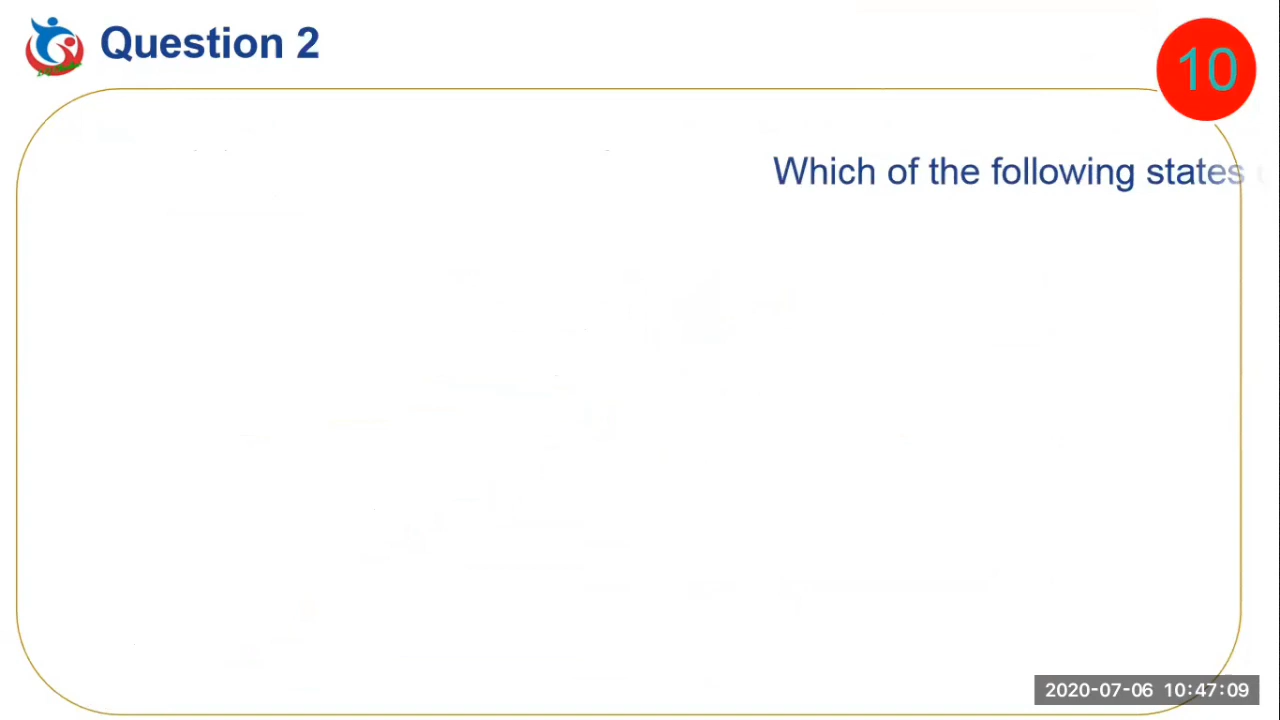 Question 2
10
Which of the following states
2020-07-06 10:47:09